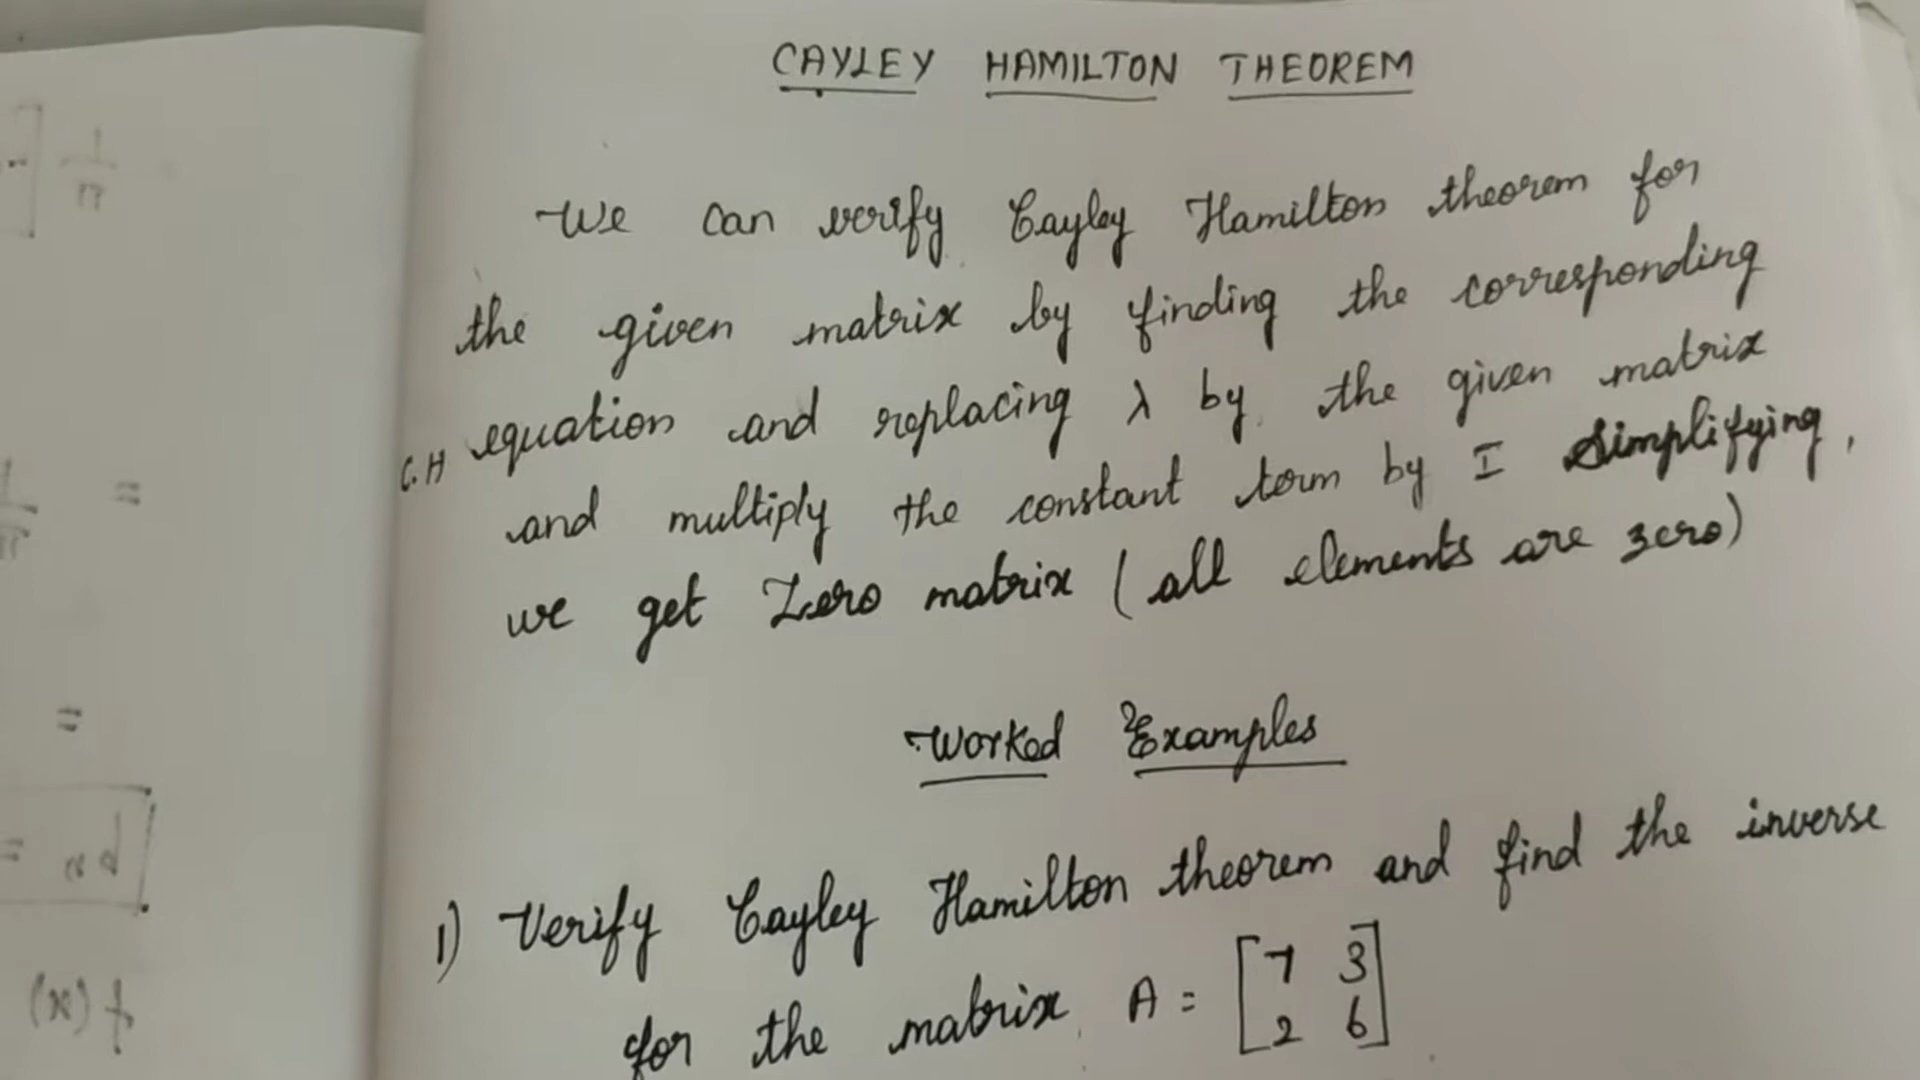 CAYLEY HAMILTON THEOREM
We can verify Cayley Hamilton theorem for
the given matrix by finding the corresponding
C.H equation and replacing λ by the given matrix
and multiply the constant term by I simplifying,
we get Zero matrix (all elements are zero)
Worked Examples
1) Verify Cayley Hamilton theorem and find the inverse
for the matrix A = [7 3
2 6]